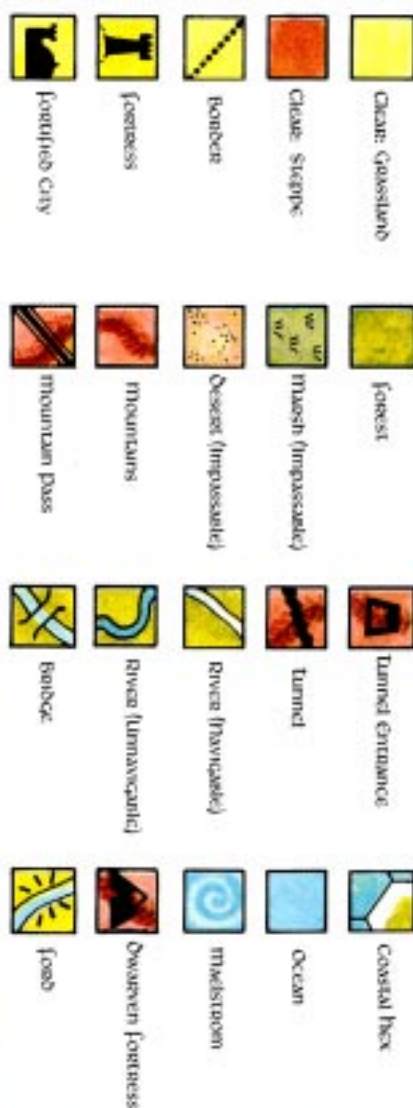 Clear: Grassland
Clear: Steppe
Border
Fortress
Fortified City
Forest
Marsh (Impassable)
Desert (Impassable)
Mountains
Mountain Pass
Tunnel Entrance
Tunnel
River (Navigable)
River (Unnavigable)
Bridge
Coastal Hex
Ocean
Maelstrom
Dwarven Fortress
Ford